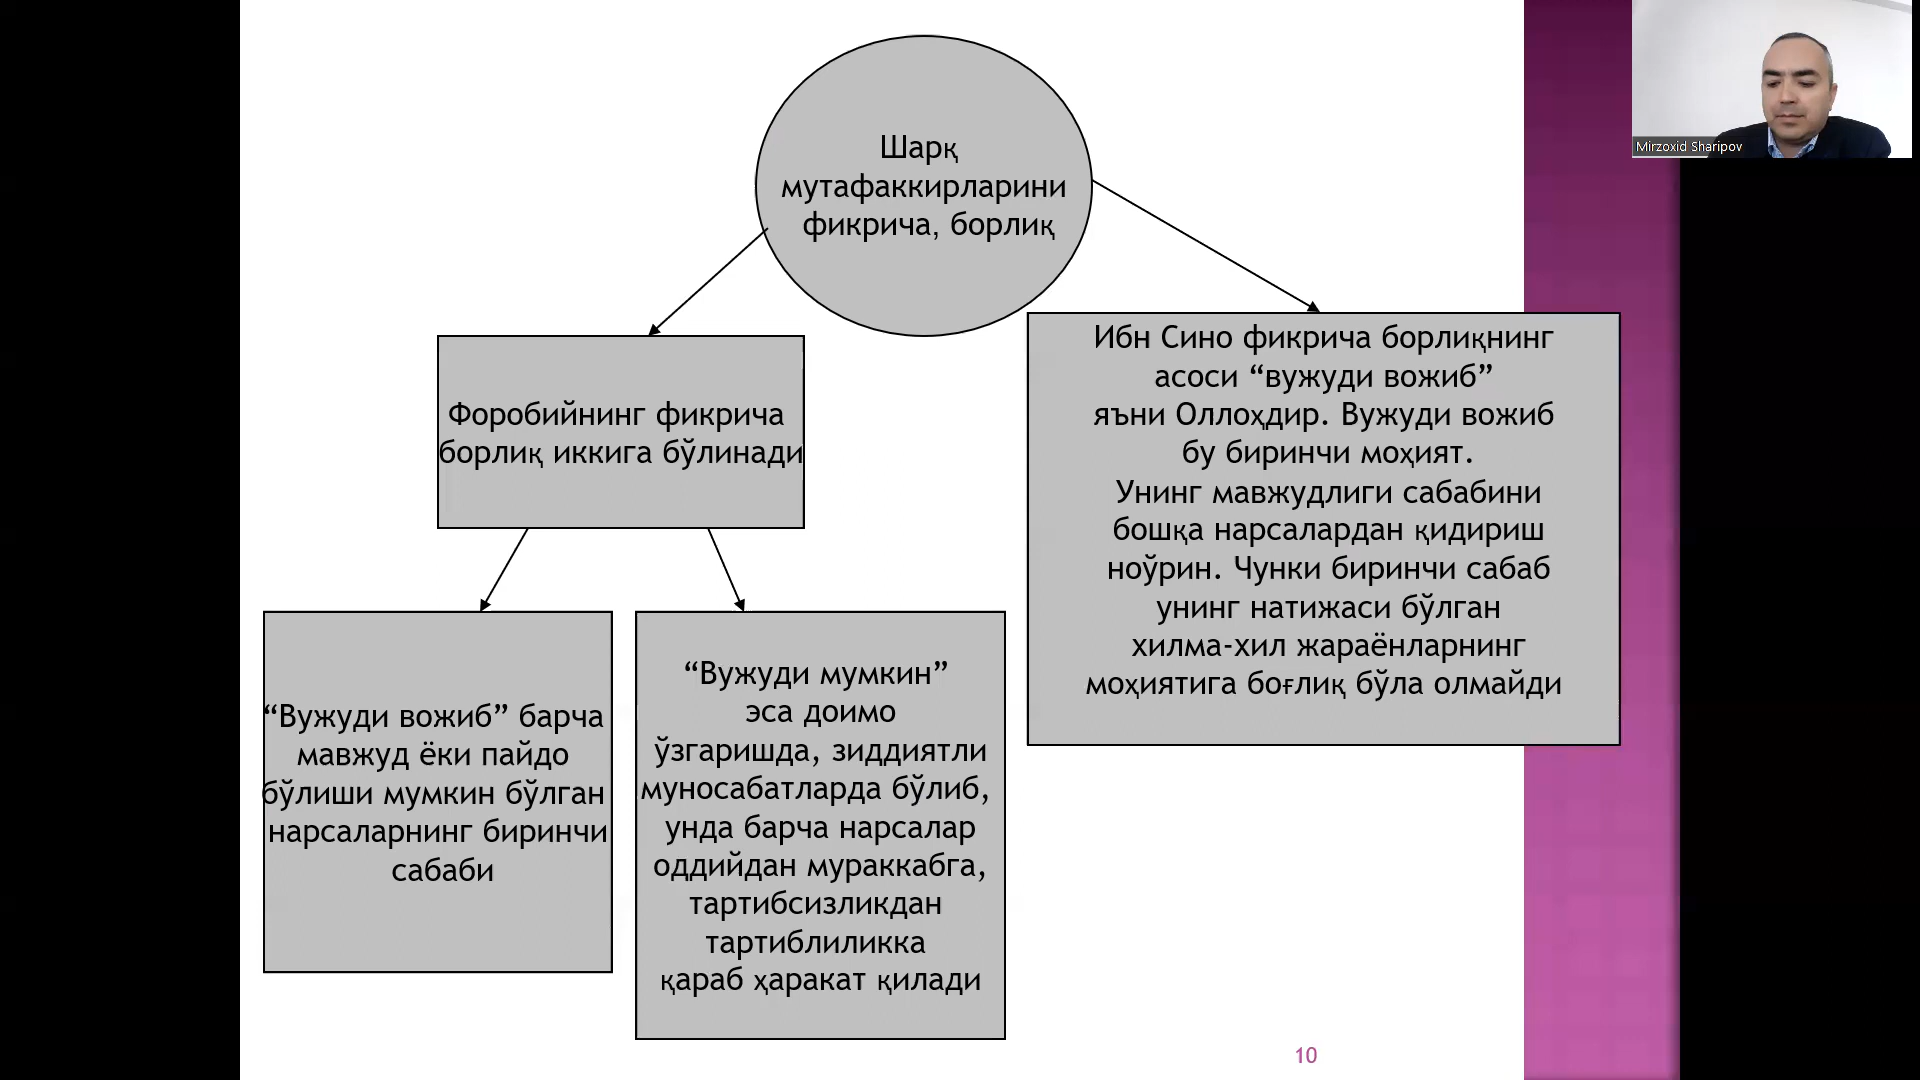 Шарқ
мутафаккирларини
фикрича, борлиқ
Mirzoxid Sharipov
Форобийнинг фикрича
борлиқ иккига бўлинади
Ибн Сино фикрича борлиқнинг
асоси “вужуди вожиб”
яъни Оллоҳдир. Вужуди вожиб
бу биринчи моҳият.
Унинг мавжудлиги сабабини
бошқа нарсалардан қидириш
ноўрин. Чунки биринчи сабаб
унинг натижаси бўлган
хилма-хил жараёнларнинг
моҳиятига боғлиқ бўла олмайди
“Вужуди вожиб” барча
мавжуд ёки пайдо
бўлиши мумкин бўлган
нарсаларнинг биринчи
сабаби
“Вужуди мумкин”
эса доимо
ўзгаришда, зиддиятли
муносабатларда бўлиб,
унда барча нарсалар
оддийдан мураккабга,
тартибсизликдан
тартиблиликка
қараб ҳаракат қилади
10